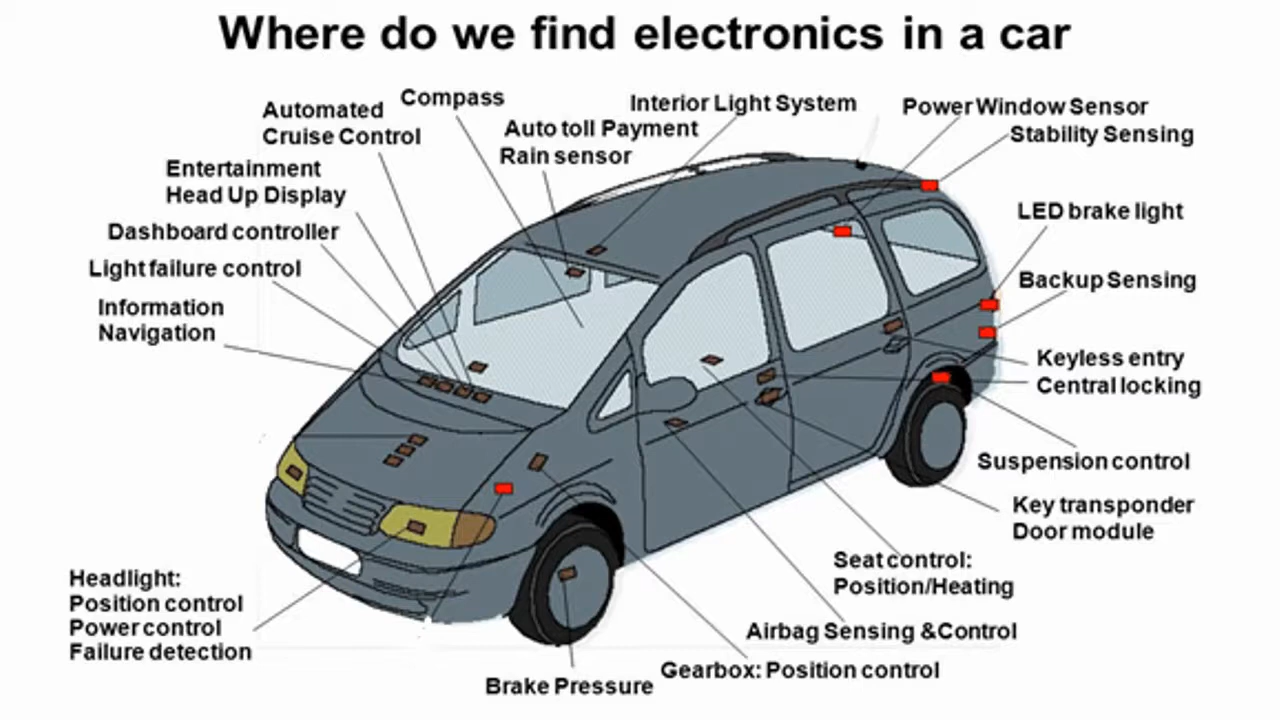 Where do we find electronics in a car
Automated
Cruise Control
Compass
Auto toll Payment
Rain sensor
Interior Light System
Power Window Sensor
Stability Sensing
Entertainment
Head Up Display
Dashboard controller
Light failure control
Information
Navigation
LED brake light
Backup Sensing
Keyless entry
Central locking
Suspension control
Key transponder
Door module
Seat control:
Position/Heating
Airbag Sensing &Control
Gearbox: Position control
Brake Pressure
Headlight:
Position control
Power control
Failure detection